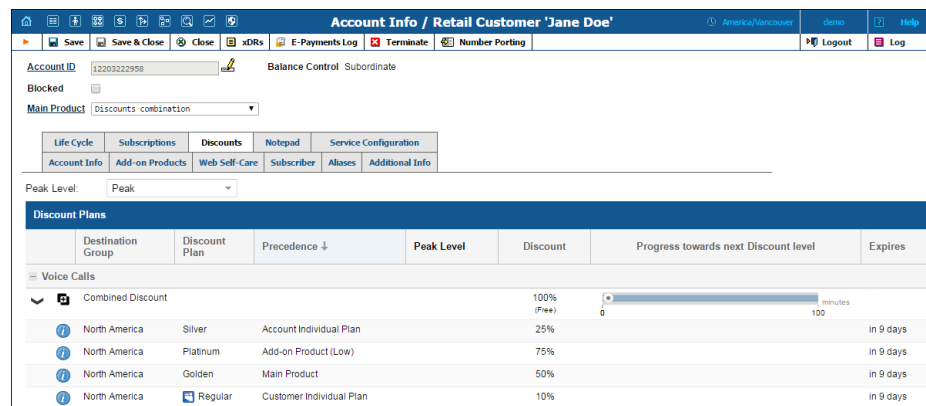 Account Info / Retail Customer 'Jane Doe' America/Vancouver demo ? Help
Save Save & Close Close xDRs E-Payments Log Terminate Number Porting Logout Log
Account ID 12203222958 Balance Control Subordinate
Blocked
Main Product Discounts combination
Life Cycle Subscriptions Discounts Notepad Service Configuration
Account Info Add-on Products Web Self-Care Subscriber Aliases Additional Info
Peak Level: Peak
Discount Plans
Destination Group Discount Plan Precedence ↓ Peak Level Discount Progress towards next Discount level Expires
Voice Calls
Combined Discount 100% (Free) 0 100 minutes
North America Silver Account Individual Plan 25% in 9 days
North America Platinum Add-on Product (Low) 75% in 9 days
North America Golden Main Product 50% in 9 days
North America Regular Customer Individual Plan 10% in 9 days